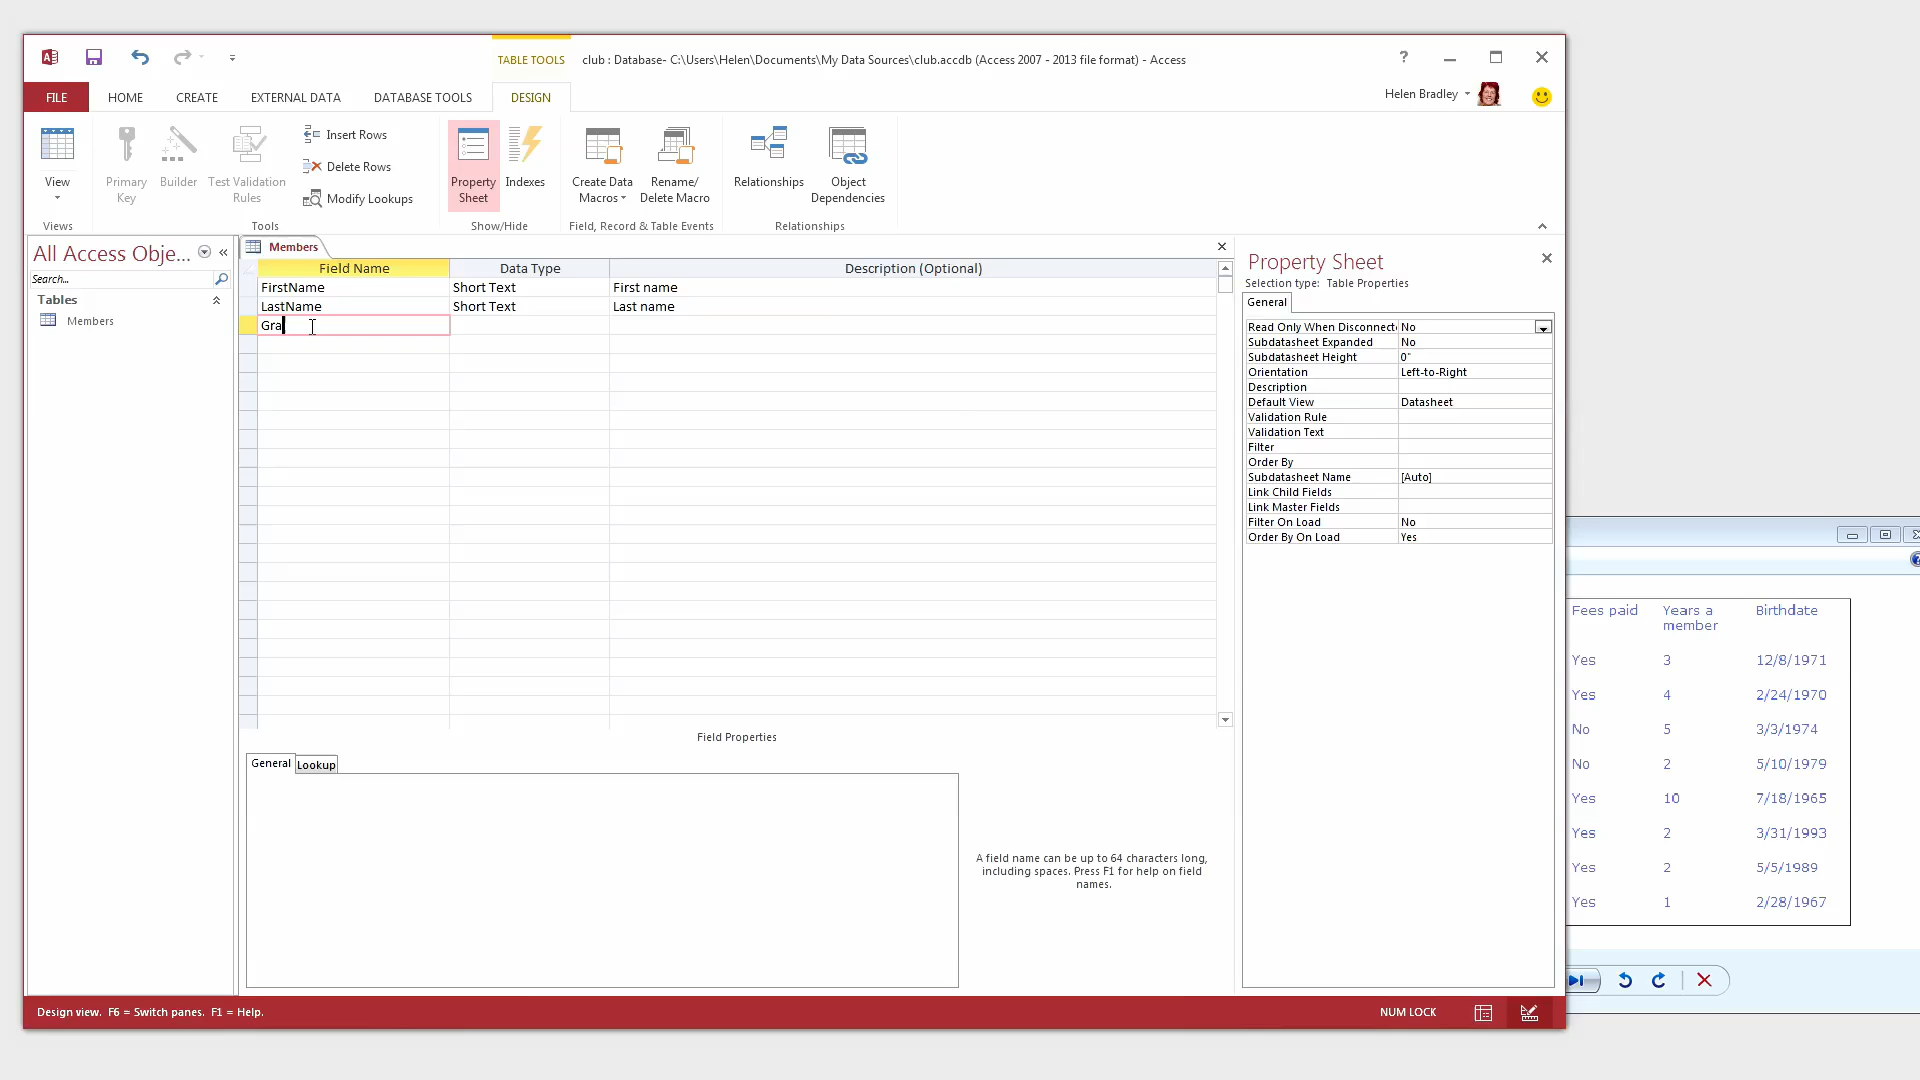 TABLE TOOLS
club : Database- C:\Users\Helen\Documents\My Data Sources\club.accdb (Access 2007 - 2013 file format) - Access
?
FILE
HOME
CREATE
EXTERNAL DATA
DATABASE TOOLS
DESIGN
Helen Bradley
View
Primary Key
Builder
Test Validation Rules
Insert Rows
Delete Rows
Modify Lookups
Property Sheet
Indexes
Create Data Macros
Rename/ Delete Macro
Relationships
Object Dependencies
Views
Tools
Show/Hide
Field, Record & Table Events
Relationships
All Access Obje...
Search...
Tables
Members
Members
Field Name Data Type Description (Optional)
FirstName Short Text First name
LastName Short Text Last name
Gra
Field Properties
General Lookup
A field name can be up to 64 characters long,
including spaces. Press F1 for help on field
names.
Property Sheet
Selection type: Table Properties
General
Read Only When Disconnect No
Subdatasheet Expanded No
Subdatasheet Height 0"
Orientation Left-to-Right
Description
Default View Datasheet
Validation Rule
Validation Text
Filter
Order By
Subdatasheet Name [Auto]
Link Child Fields
Link Master Fields
Filter On Load No
Order By On Load Yes
Fees paid Years a member Birthdate
Yes 3 12/8/1971
Yes 4 2/24/1970
No 5 3/3/1974
No 2 5/10/1979
Yes 10 7/18/1965
Yes 2 3/31/1993
Yes 2 5/5/1989
Yes 1 2/28/1967
Design view. F6 = Switch panes. F1 = Help.
NUM LOCK